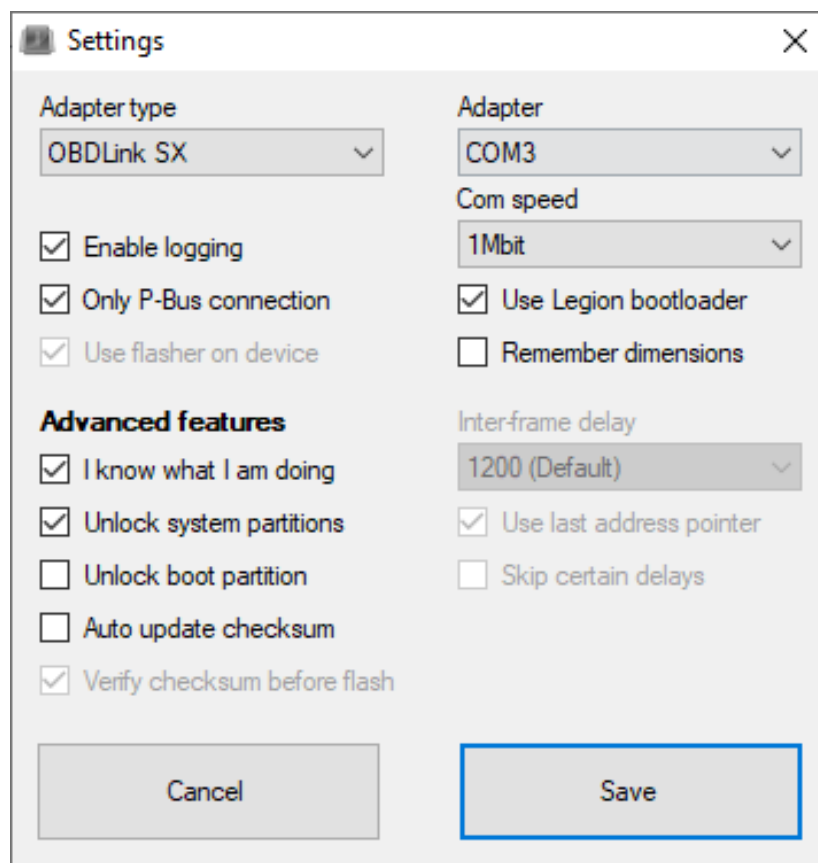 Settings
Adapter type
OBDLink SX
Adapter
COM3
Com speed
1Mbit
Enable logging
Only P-Bus connection
Use flasher on device
Use Legion bootloader
Remember dimensions
Advanced features
I know what I am doing
Unlock system partitions
Unlock boot partition
Auto update checksum
Verify checksum before flash
Inter-frame delay
1200 (Default)
Use last address pointer
Skip certain delays
Cancel
Save